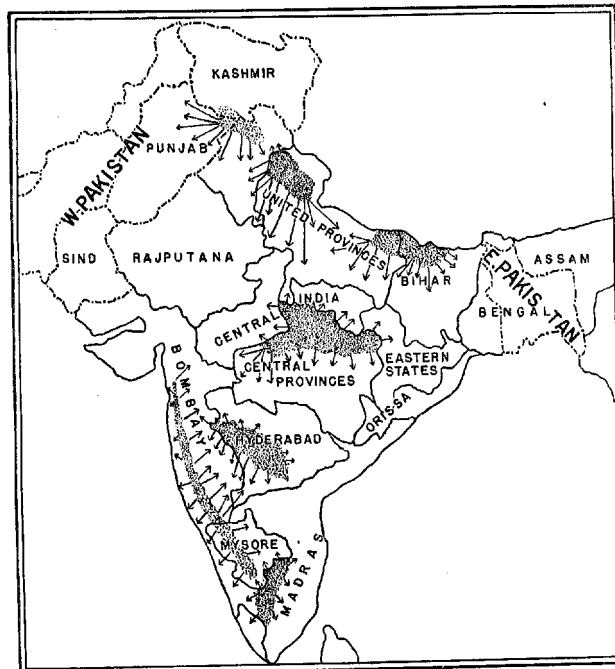 KASHMIR
PUNJAB
W. PAKISTAN
UNITED PROVINCES
SIND
RAJPUTANA
BIHAR
E. PAKISTAN
ASSAM
BENGAL
CENTRAL INDIA
CENTRAL PROVINCES
EASTERN STATES
ORISSA
BOMBAY
HYDERABAD
MYSORE
MADRAS